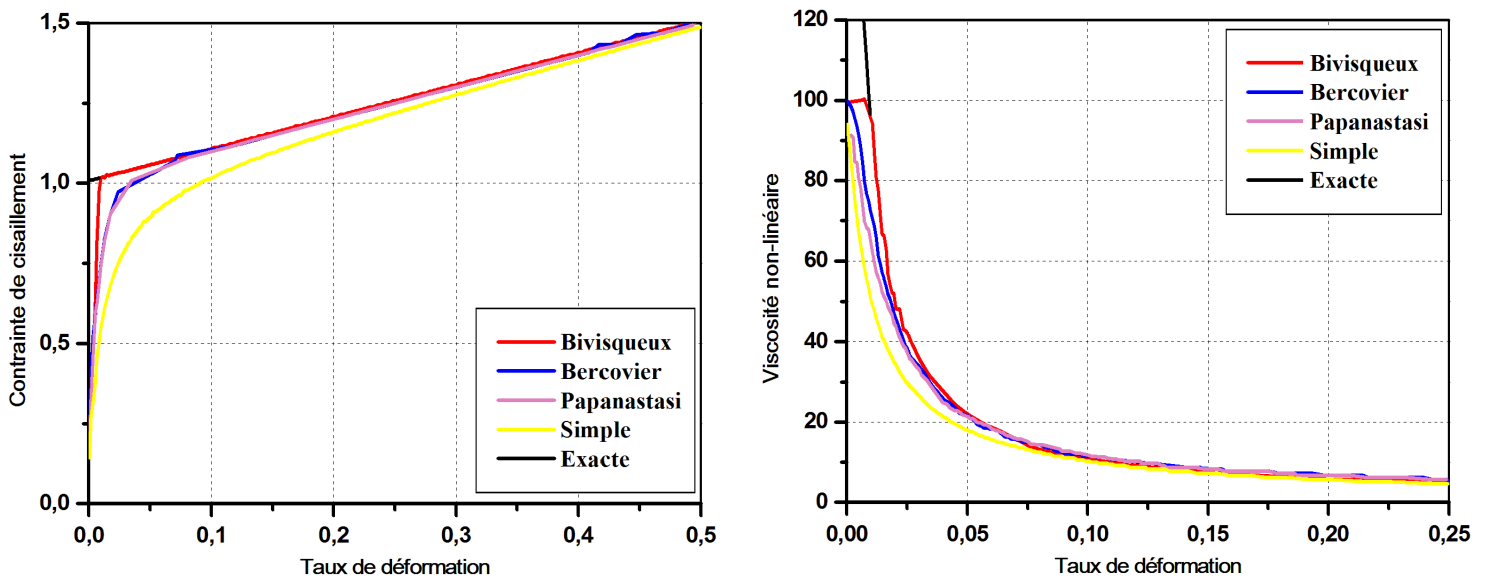 1,5
1,0
0,5
0,0
0,0
0,1
0,2
0,3
0,4
0,5
Contrainte de cisaillement
Taux de déformation
Bivisqueux
Bercovier
Papanastasi
Simple
Exacte
120
100
80
60
40
20
0
0,00
0,05
0,10
0,15
0,20
0,25
Viscosité non-linéaire
Taux de déformation
Bivisqueux
Bercovier
Papanastasi
Simple
Exacte